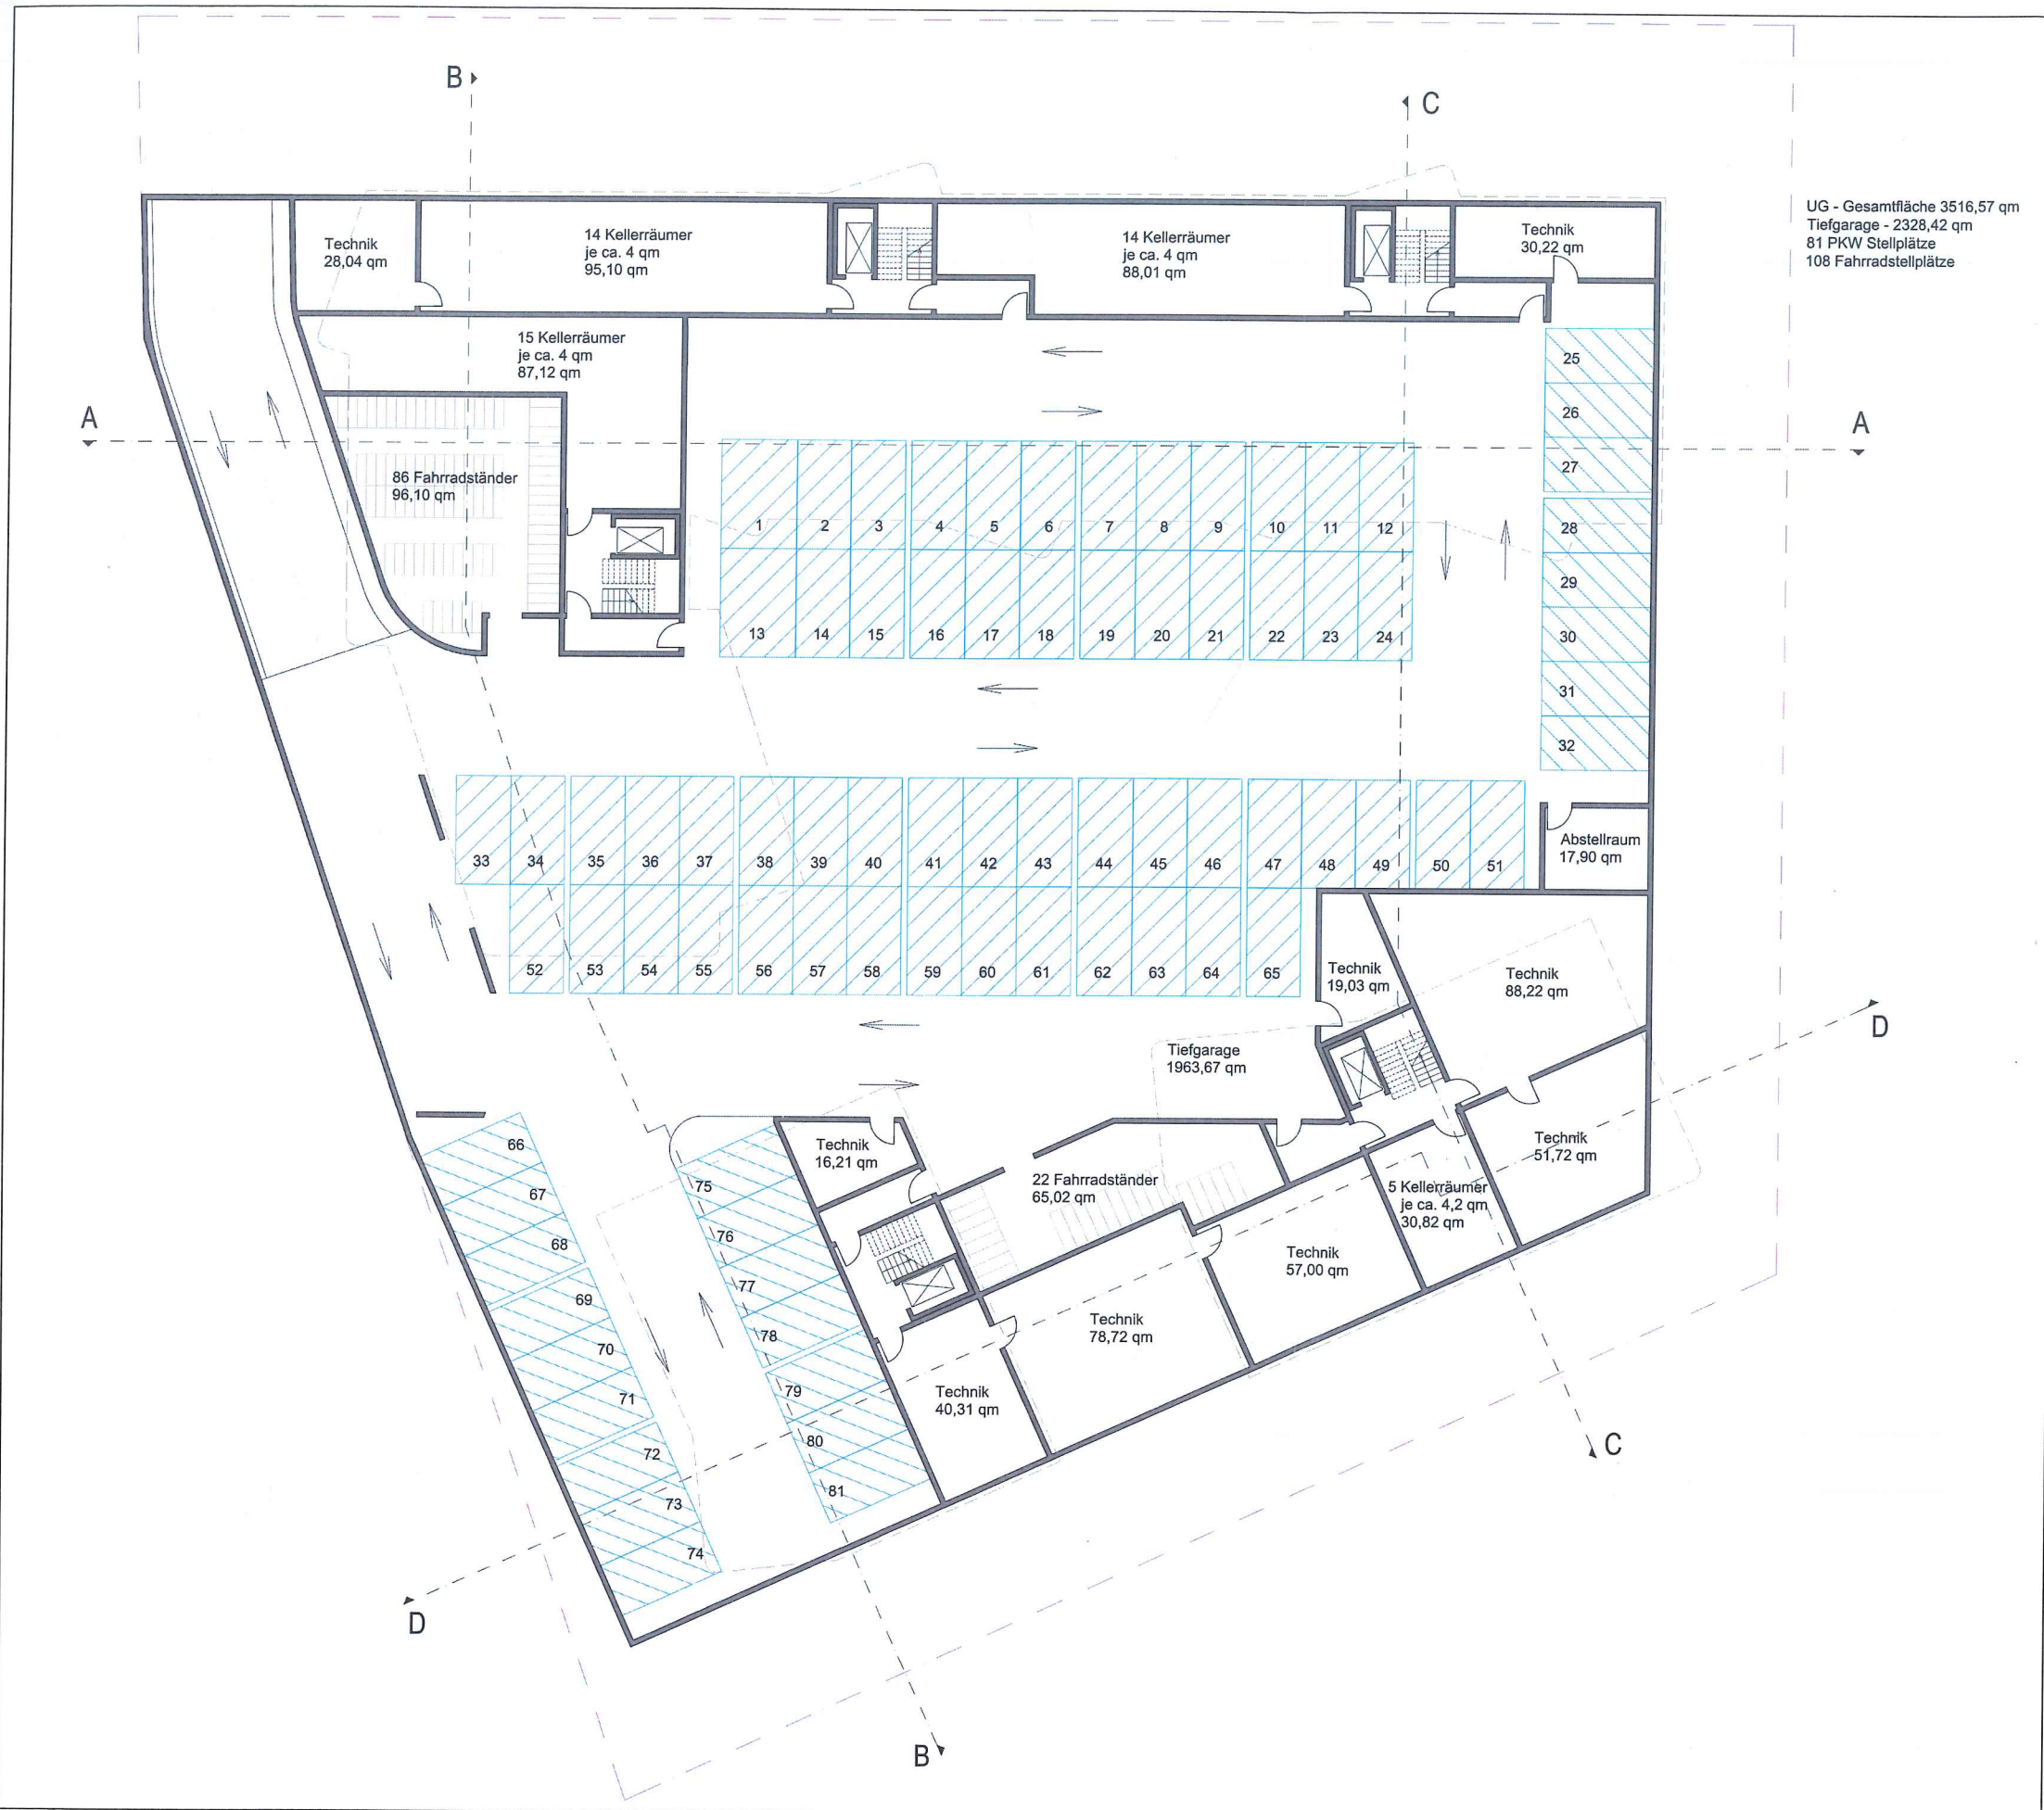 B
C
UG - Gesamtfläche 3516,57 qm
Tiefgarage - 2328,42 qm
81 PKW Stellplätze
108 Fahrradstellplätze
Technik
28,04 qm
14 Kellerräumer
je ca. 4 qm
95,10 qm
14 Kellerräumer
je ca. 4 qm
88,01 qm
Technik
30,22 qm
15 Kellerräumer
je ca. 4 qm
87,12 qm
25
26
27
A
A
86 Fahrradständer
96,10 qm
1 2 3 4 5 6 7 8 9 10 11 12
28
29
13 14 15 16 17 18 19 20 21 22 23 24
30
31
32
33 34 35 36 37 38 39 40 41 42 43 44 45 46 47 48 49 50 51
Abstellraum
17,90 qm
52 53 54 55 56 57 58 59 60 61 62 63 64 65
Technik
19,03 qm
Technik
88,22 qm
D
Tiefgarage
1963,67 qm
66
67
68
69
70
71
72
73
74
75
76
77
78
79
80
81
Technik
16,21 qm
22 Fahrradständer
65,02 qm
Technik
51,72 qm
5 Kellerräumer
je ca. 4,2 qm
30,82 qm
Technik
57,00 qm
Technik
78,72 qm
Technik
40,31 qm
C
D
B